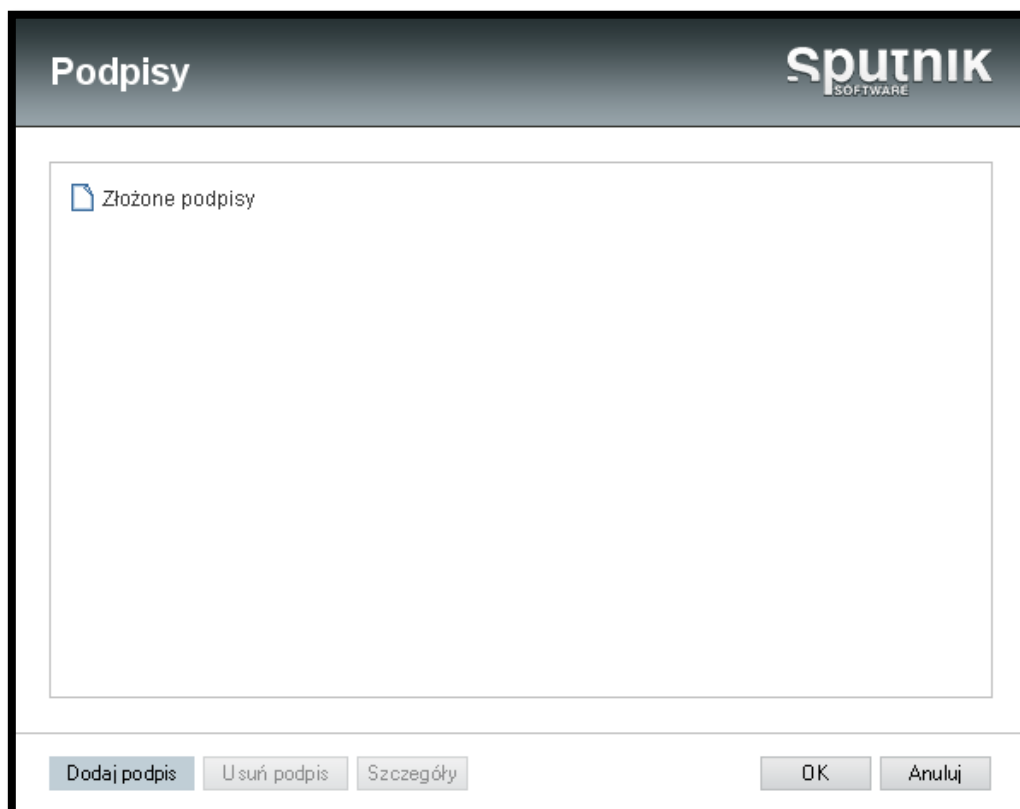 Podpisy
Sputnik
SOFTWARE
Złożone podpisy
Dodaj podpis
Usuń podpis
Szczegóły
OK
Anuluj